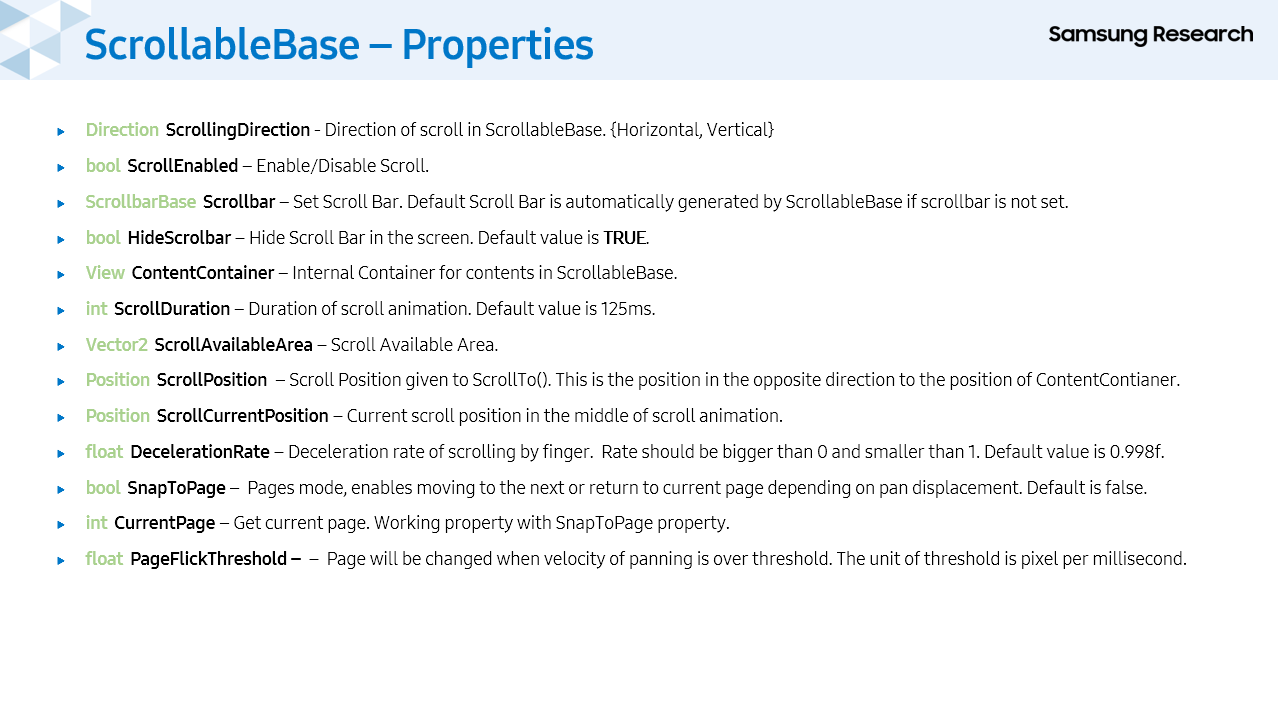 ScrollableBase – Properties
Samsung Research
Direction ScrollingDirection - Direction of scroll in ScrollableBase. {Horizontal, Vertical}
bool ScrollEnabled – Enable/Disable Scroll.
ScrollbarBase Scrollbar – Set Scroll Bar. Default Scroll Bar is automatically generated by ScrollableBase if scrollbar is not set.
bool HideScrolbar – Hide Scroll Bar in the screen. Default value is TRUE.
View ContentContainer – Internal Container for contents in ScrollableBase.
int ScrollDuration – Duration of scroll animation. Default value is 125ms.
Vector2 ScrollAvailableArea – Scroll Available Area.
Position ScrollPosition – Scroll Position given to ScrollTo(). This is the position in the opposite direction to the position of ContentContianer.
Position ScrollCurrentPosition – Current scroll position in the middle of scroll animation.
float DecelerationRate – Deceleration rate of scrolling by finger. Rate should be bigger than 0 and smaller than 1. Default value is 0.998f.
bool SnapToPage – Pages mode, enables moving to the next or return to current page depending on pan displacement. Default is false.
int CurrentPage – Get current page. Working property with SnapToPage property.
float PageFlickThreshold – – Page will be changed when velocity of panning is over threshold. The unit of threshold is pixel per millisecond.